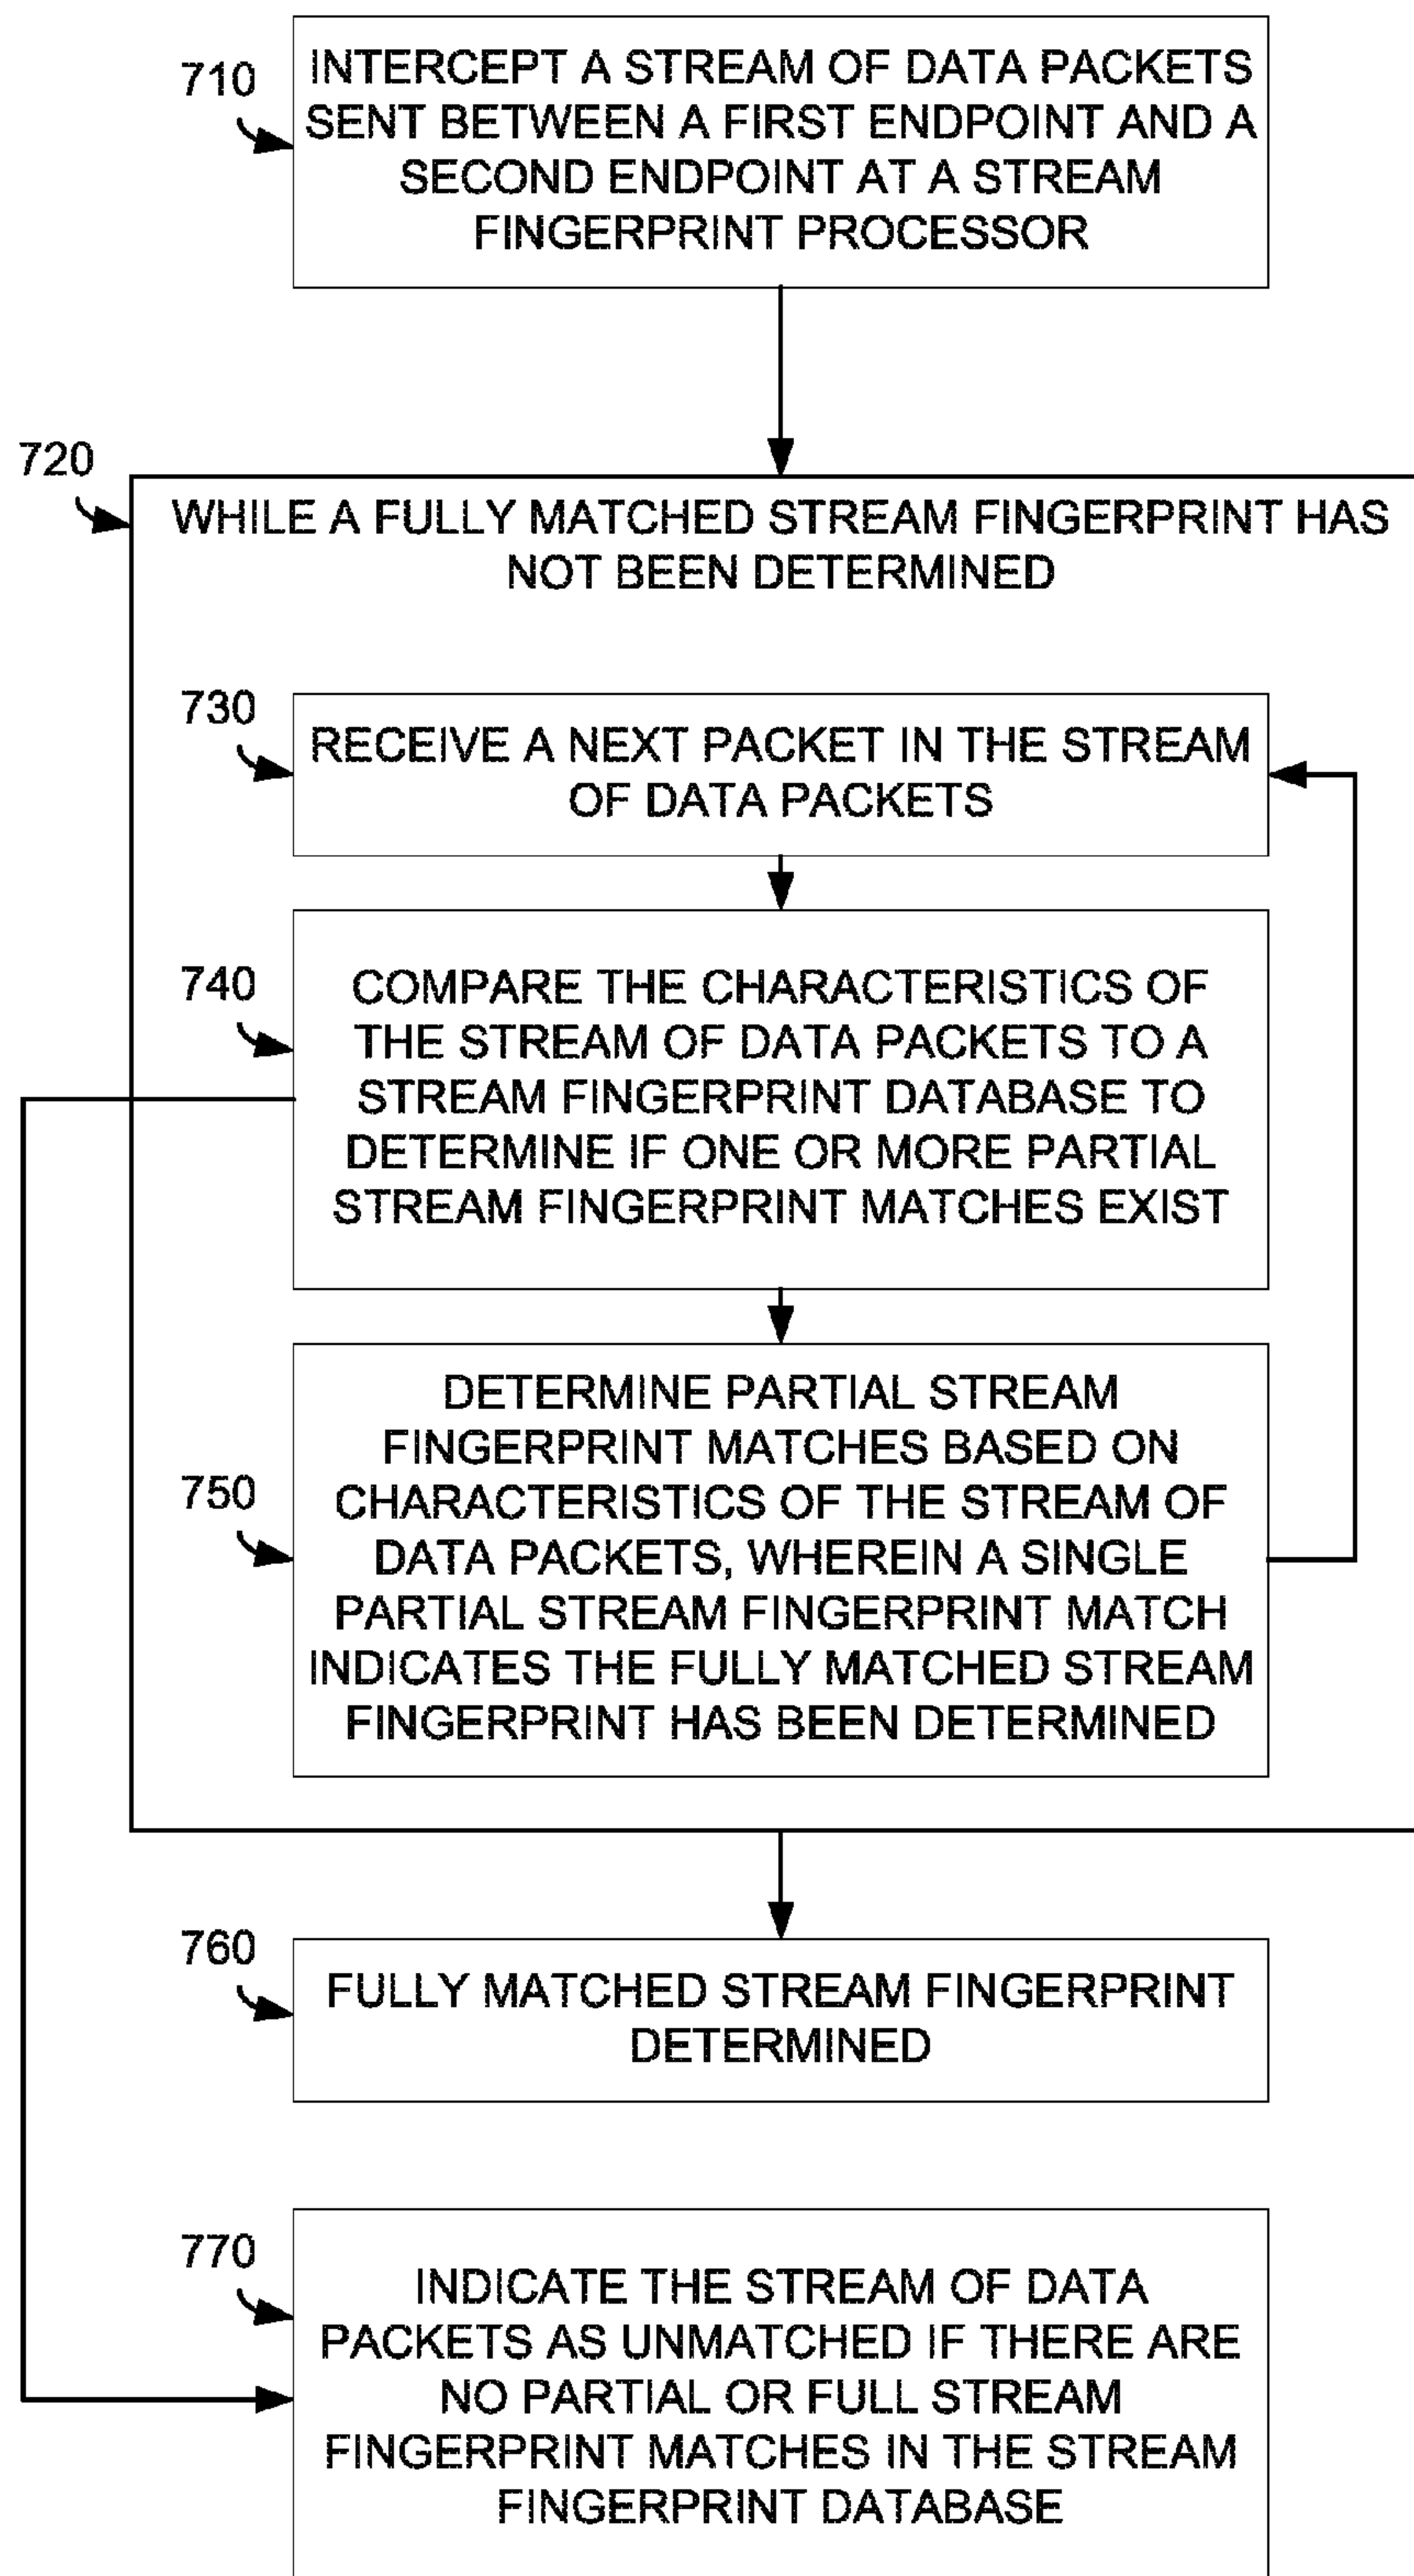 710
INTERCEPT A STREAM OF DATA PACKETS
SENT BETWEEN A FIRST ENDPOINT AND A
SECOND ENDPOINT AT A STREAM
FINGERPRINT PROCESSOR
720
WHILE A FULLY MATCHED STREAM FINGERPRINT HAS
NOT BEEN DETERMINED
730
RECEIVE A NEXT PACKET IN THE STREAM
OF DATA PACKETS
740
COMPARE THE CHARACTERISTICS OF
THE STREAM OF DATA PACKETS TO A
STREAM FINGERPRINT DATABASE TO
DETERMINE IF ONE OR MORE PARTIAL
STREAM FINGERPRINT MATCHES EXIST
750
DETERMINE PARTIAL STREAM
FINGERPRINT MATCHES BASED ON
CHARACTERISTICS OF THE STREAM OF
DATA PACKETS, WHEREIN A SINGLE
PARTIAL STREAM FINGERPRINT MATCH
INDICATES THE FULLY MATCHED STREAM
FINGERPRINT HAS BEEN DETERMINED
760
FULLY MATCHED STREAM FINGERPRINT
DETERMINED
770
INDICATE THE STREAM OF DATA
PACKETS AS UNMATCHED IF THERE ARE
NO PARTIAL OR FULL STREAM
FINGERPRINT MATCHES IN THE STREAM
FINGERPRINT DATABASE